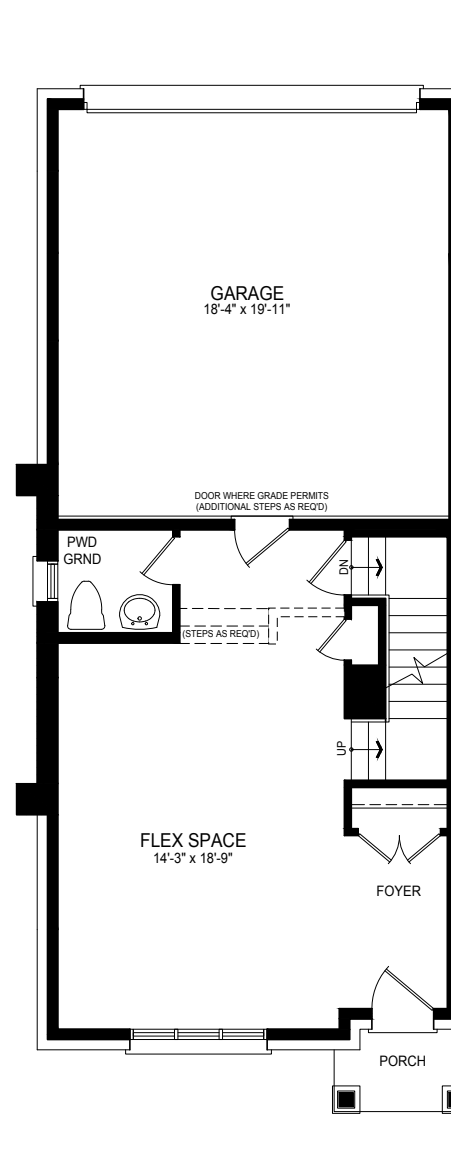 GARAGE
18'-4" x 19'-11"
DOOR WHERE GRADE PERMITS
(ADDITIONAL STEPS AS REQ'D)
PWD
GRND
DN
(STEPS AS REQ'D)
UP
FLEX SPACE
14'-3" x 18'-9"
FOYER
PORCH